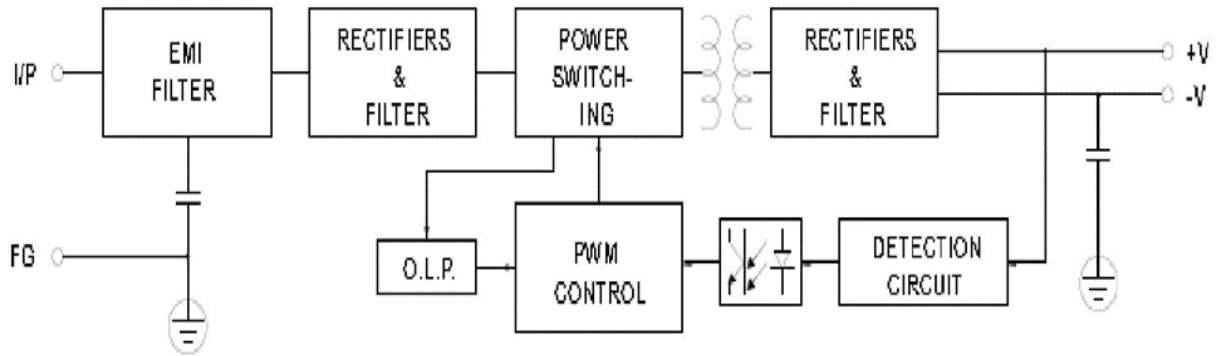 I/P
EMI
FILTER
RECTIFIERS
&
FILTER
POWER
SWITCH-
ING
RECTIFIERS
&
FILTER
+V
-V
FG
O.L.P.
PWM
CONTROL
DETECTION
CIRCUIT